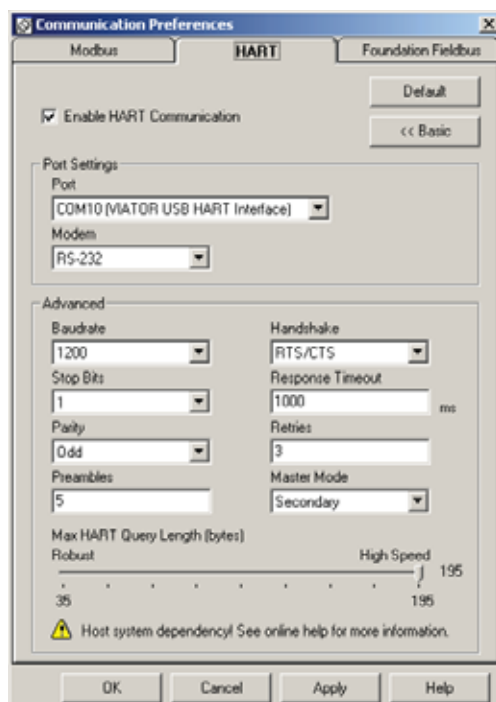 Communication Preferences
Modbus HART Foundation Fieldbus
Default
Enable HART Communication
<< Basic
Port Settings
Port
COM10 (VIATOR USB HART Interface)
Modem
RS-232
Advanced
Baudrate Handshake
1200 RTS/CTS
Stop Bits Response Timeout
1 1000 ms
Parity Retries
Odd 3
Preambles Master Mode
5 Secondary
Max HART Query Length (bytes)
Robust High Speed
195
35 195
Host system dependency! See online help for more information.
OK Cancel Apply Help